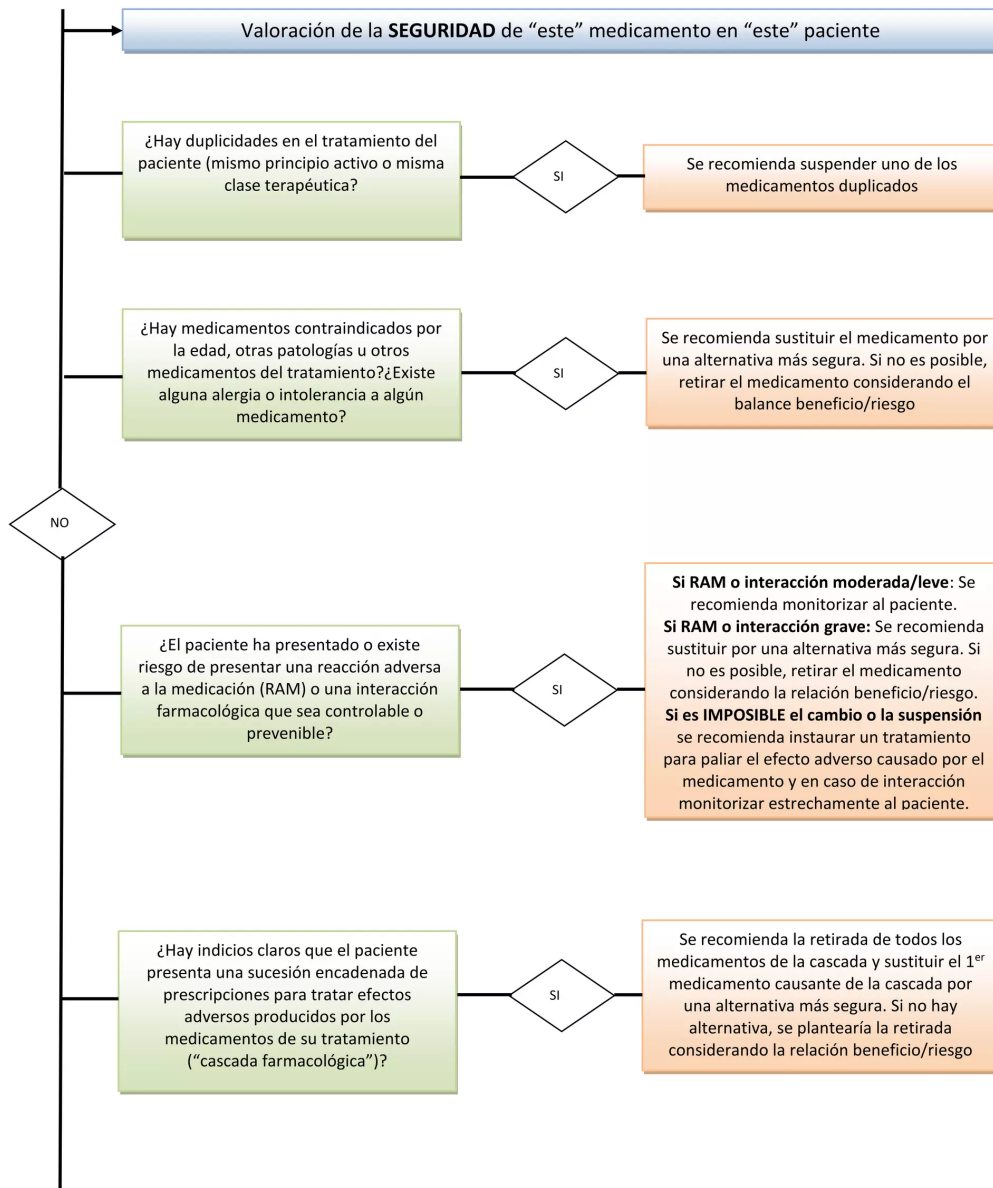 Valoración de la SEGURIDAD de “este” medicamento en “este” paciente
¿Hay duplicidades en el tratamiento del
paciente (mismo principio activo o misma
clase terapéutica?
SI
Se recomienda suspender uno de los
medicamentos duplicados
¿Hay medicamentos contraindicados por
la edad, otras patologías u otros
medicamentos del tratamiento?¿Existe
alguna alergia o intolerancia a algún
medicamento?
SI
Se recomienda sustituir el medicamento por
una alternativa más segura. Si no es posible,
retirar el medicamento considerando el
balance beneficio/riesgo
NO
¿El paciente ha presentado o existe
riesgo de presentar una reacción adversa
a la medicación (RAM) o una interacción
farmacológica que sea controlable o
prevenible?
SI
Si RAM o interacción moderada/leve: Se
recomienda monitorizar al paciente.
Si RAM o interacción grave: Se recomienda
sustituir por una alternativa más segura. Si
no es posible, retirar el medicamento
considerando la relación beneficio/riesgo.
Si es IMPOSIBLE el cambio o la suspensión
se recomienda instaurar un tratamiento
para paliar el efecto adverso causado por el
medicamento y en caso de interacción
monitorizar estrechamente al paciente.
¿Hay indicios claros que el paciente
presenta una sucesión encadenada de
prescripciones para tratar efectos
adversos producidos por los
medicamentos de su tratamiento
(“cascada farmacológica”)?
SI
Se recomienda la retirada de todos los
medicamentos de la cascada y sustituir el 1er
medicamento causante de la cascada por
una alternativa más segura. Si no hay
alternativa, se plantearía la retirada
considerando la relación beneficio/riesgo